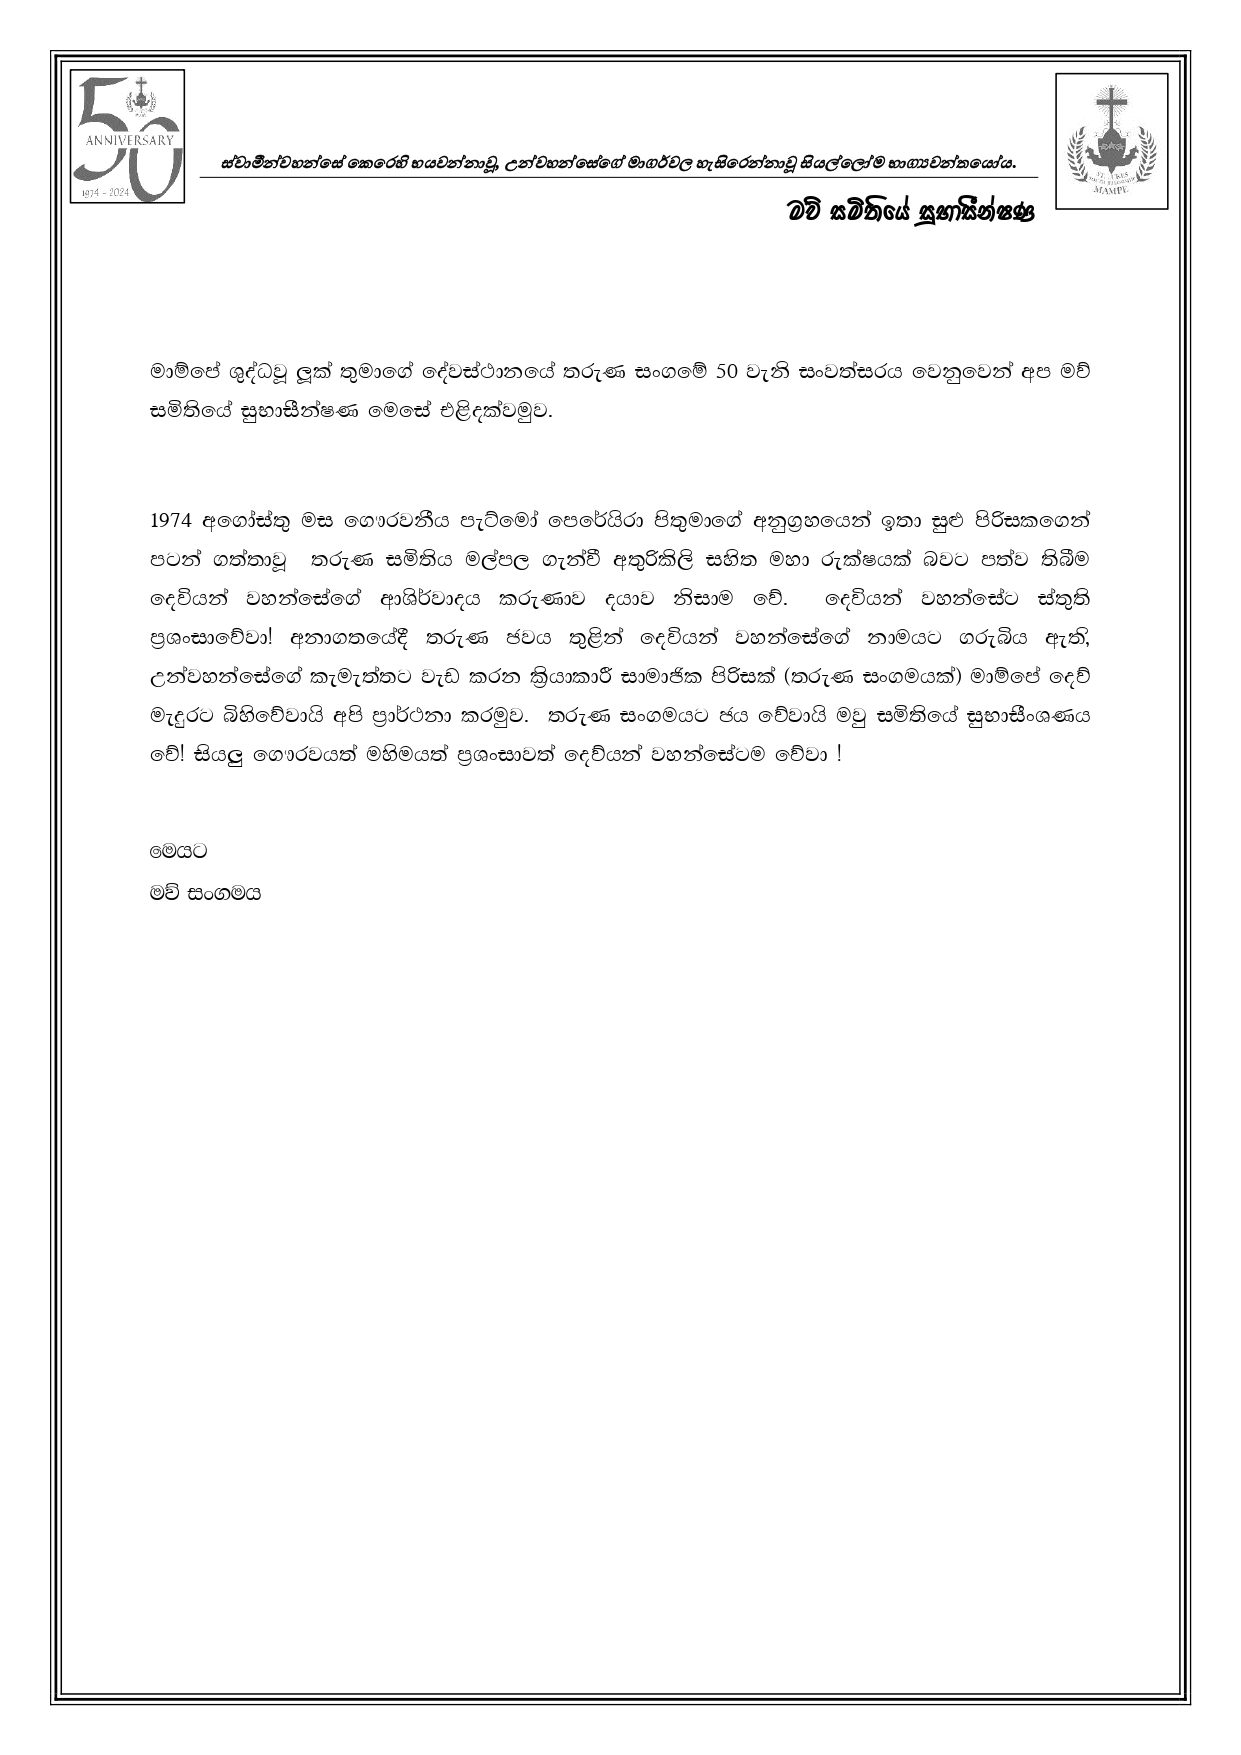 50
ANNIVERSARY
1974 - 2024
ස්වාමීන්වහන්සේ කෙරෙහි භයවන්නාවූ, උන්වහන්සේගේ මාර්ගවල හැසිරෙන්නාවූ සියල්ලෝම භාග්‍යවන්තයෝය.
MAMPE
මව් සමිතියේ සුභාසීන්ෂණ
මාම්පේ ශුද්ධවූ ලූක් තුමාගේ දේවස්ථානයේ තරුණ සංගමේ 50 වැනි සංවත්සරය වෙනුවෙන් අප මව්
සමිතියේ සුභාසීන්ෂණ මෙසේ එළිදක්වමුව.
1974 අගෝස්තු මස ගෞරවනීය පැට්මෝ පෙරේයිරා පිතුමාගේ අනුග්‍රහයෙන් ඉතා සුළු පිරිසකගෙන්
පටන් ගත්තාවූ තරුණ සමිතිය මල්පල ගැන්වී අතුරිකිලි සහිත මහා රුක්ෂයක් බවට පත්ව තිබීම
දෙවියන් වහන්සේගේ ආශිර්වාදය කරුණාව දයාව නිසාම වේ. දෙවියන් වහන්සේට ස්තුති
ප්‍රශංසාවේවා! අනාගතයේදී තරුණ ජවය තුළින් දෙවියන් වහන්සේගේ නාමයට ගරුබිය ඇති,
උන්වහන්සේගේ කැමැත්තට වැඩ කරන ක්‍රියාකාරී සාමාජික පිරිසක් (තරුණ සංගමයක්) මාම්පේ දෙව්
මැදුරට බිහිවේවායි අපි ප්‍රාර්ථනා කරමුව. තරුණ සංගමයට ජය වේවායි මවු සමිතියේ සුභාසීංශණය
වේ! සියලු ගෞරවයත් මහිමයත් ප්‍රශංසාවත් දෙව්යන් වහන්සේටම වේවා !
මෙයට
මව් සංගමය